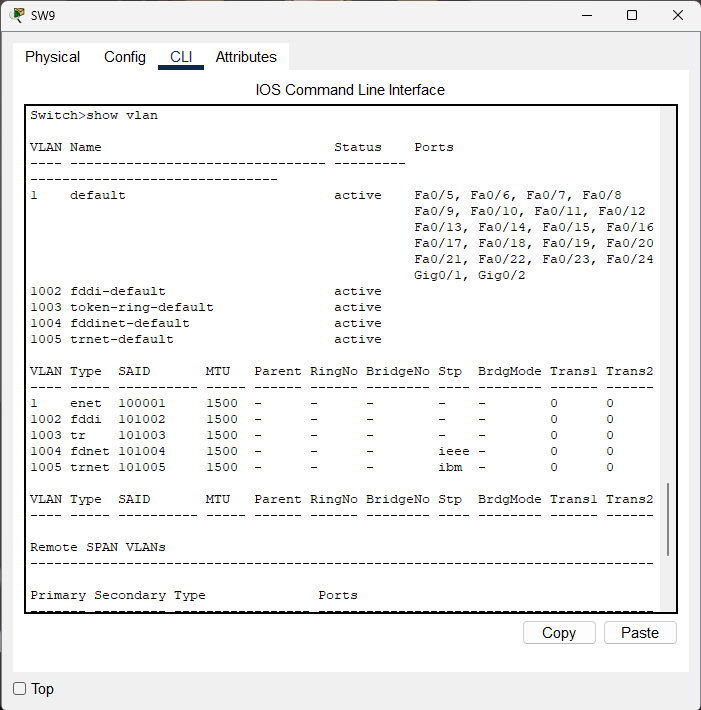 SW9
Physical Config CLI Attributes
IOS Command Line Interface
Switch>show vlan
VLAN Name                             Status    Ports
---- -------------------------------- --------- -------------------------------
1    default                          active    Fa0/5, Fa0/6, Fa0/7, Fa0/8
                                                Fa0/9, Fa0/10, Fa0/11, Fa0/12
                                                Fa0/13, Fa0/14, Fa0/15, Fa0/16
                                                Fa0/17, Fa0/18, Fa0/19, Fa0/20
                                                Fa0/21, Fa0/22, Fa0/23, Fa0/24
                                                Gig0/1, Gig0/2
1002 fddi-default                     active
1003 token-ring-default               active
1004 fddinet-default                  active
1005 trnet-default                    active
VLAN Type  SAID       MTU   Parent RingNo BridgeNo Stp  BrdgMode Trans1 Trans2
---- ----- ---------- ----- ------ ------ -------- ---- -------- ------ ------
1    enet  100001     1500  -      -      -        -    -        0      0
1002 fddi  101002     1500  -      -      -        -    -        0      0
1003 tr    101003     1500  -      -      -        -    -        0      0
1004 fdnet 101004     1500  -      -      -        ieee -        0      0
1005 trnet 101005     1500  -      -      -        ibm  -        0      0
VLAN Type  SAID       MTU   Parent RingNo BridgeNo Stp  BrdgMode Trans1 Trans2
---- ----- ---------- ----- ------ ------ -------- ---- -------- ------ ------
Remote SPAN VLANs
------------------------------------------------------------------------------
Primary Secondary Type              Ports
------- --------- ----------------- ------------------------------------------
Copy Paste
Top